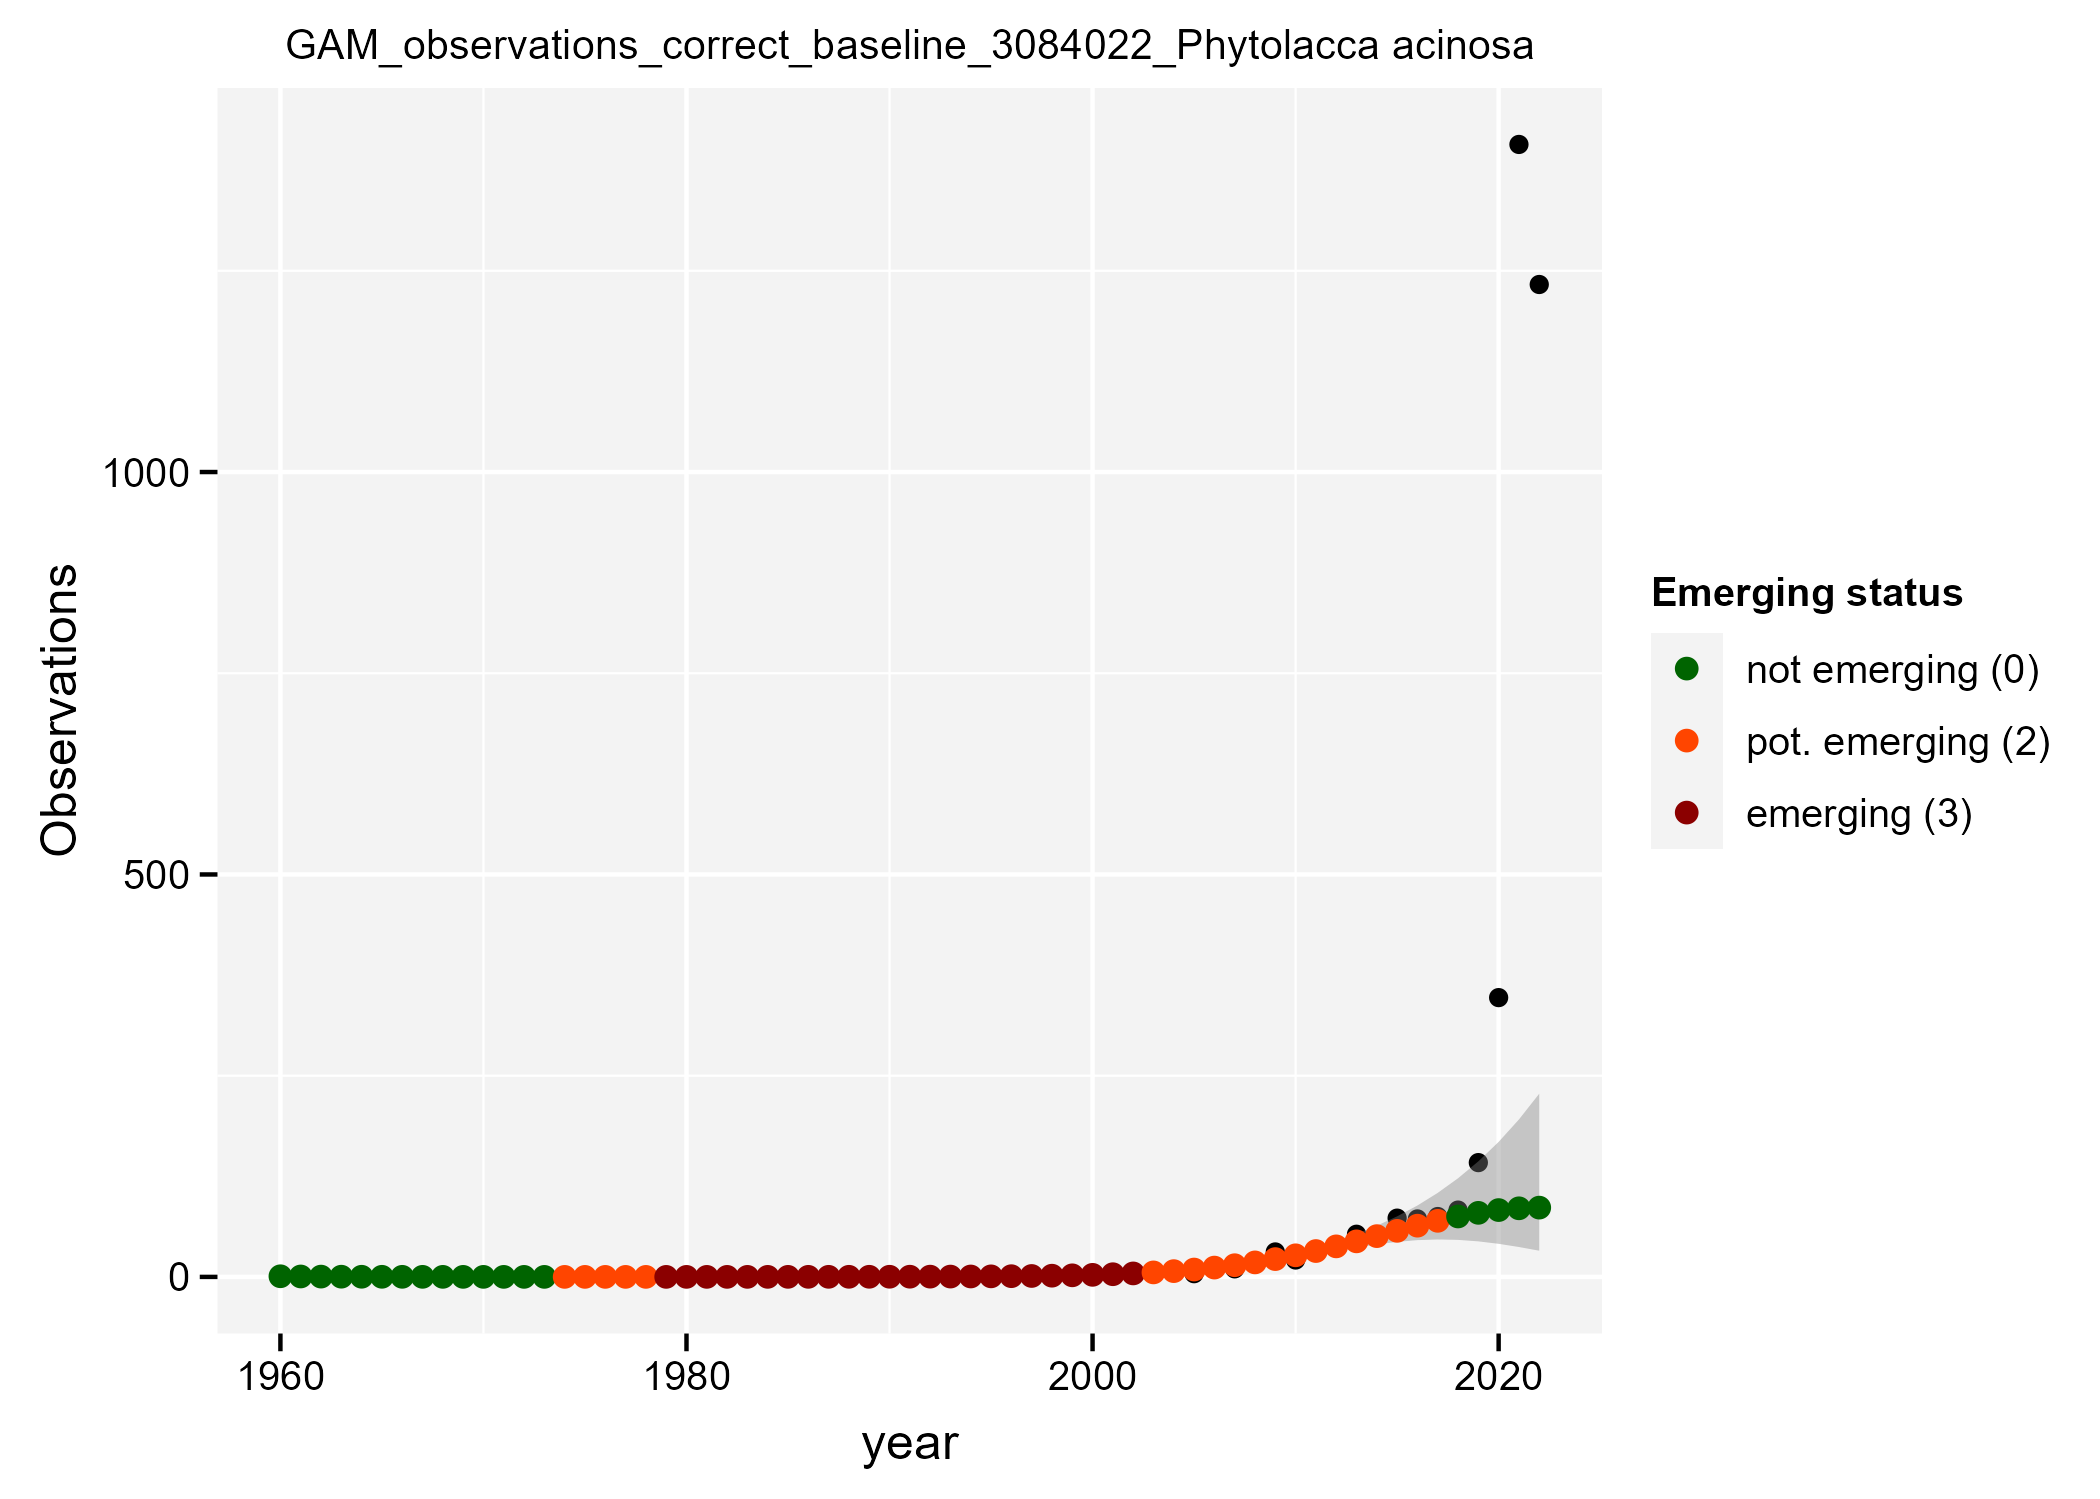 GAM_observations_correct_baseline_3084022_Phytolacca acinosa
Observations
1000
500
0
1960
1980
2000
2020
year
Emerging status
not emerging (0)
pot. emerging (2)
emerging (3)